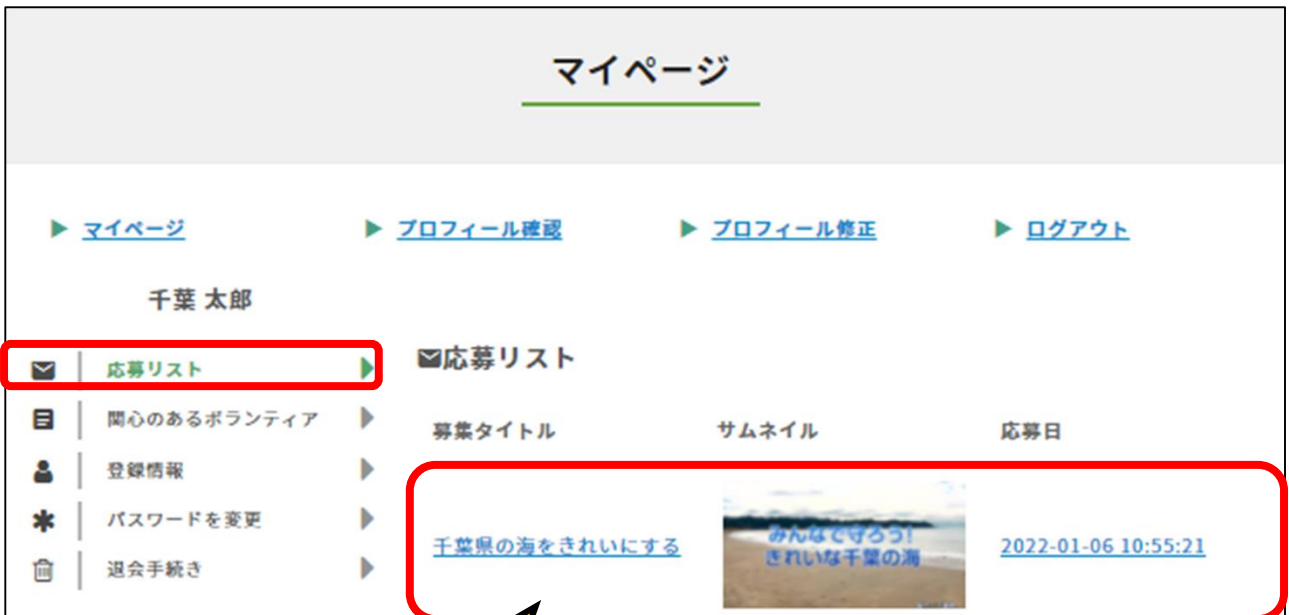 マイページ
マイページ
プロフィール確認
プロフィール修正
ログアウト
千葉 太郎
応募リスト
関心のあるボランティア
登録情報
パスワードを変更
退会手続き
応募リスト
募集タイトル
サムネイル
応募日
千葉県の海をきれいにする
みんなで守ろう!
きれいな千葉の海
2022-01-06 10:55:21